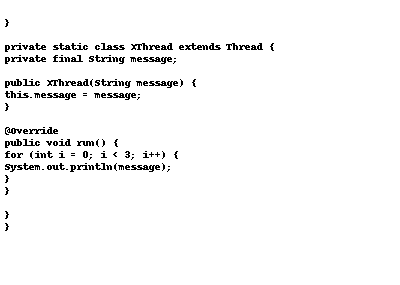 }
private static class XThread extends Thread {
private final String message;
public XThread(String message) {
this.message = message;
}
@Override
public void run() {
for (int i = 0; i < 3; i++) {
System.out.println(message);
}
}
}
}